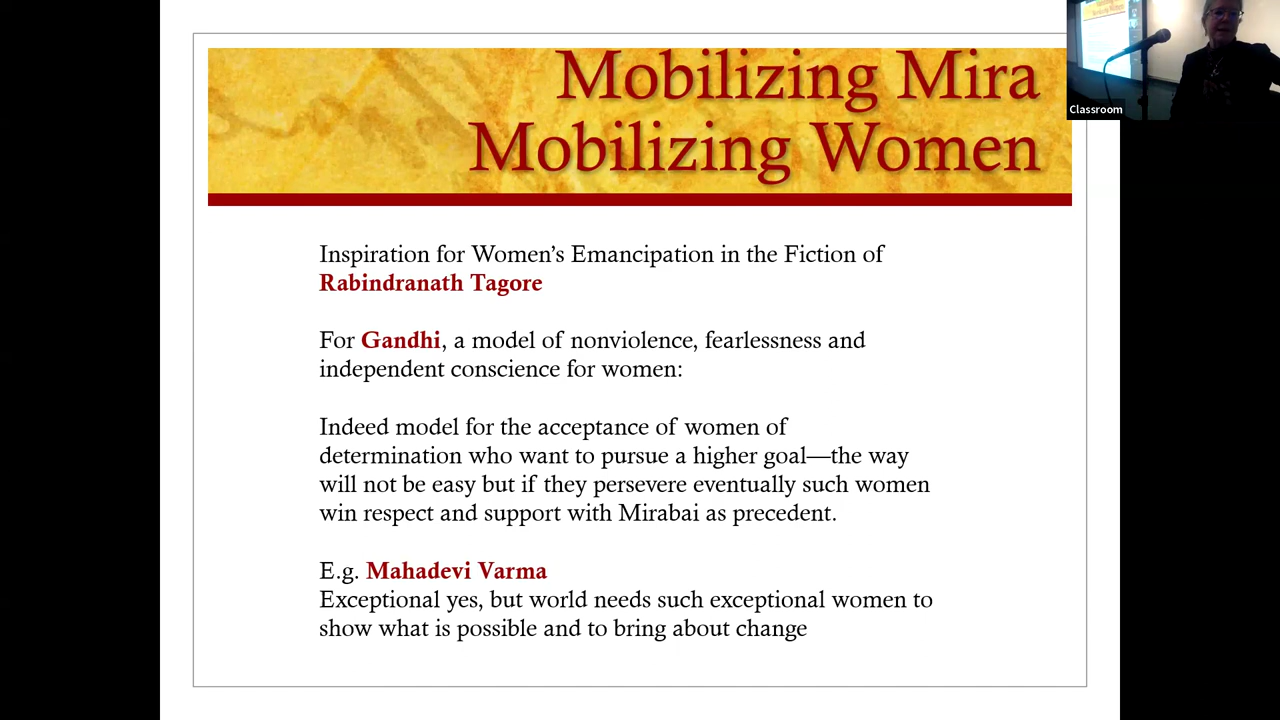 Mobilizing Mira
Mobilizing Women
Classroom
Inspiration for Women's Emancipation in the Fiction of
Rabindranath Tagore
For Gandhi, a model of nonviolence, fearlessness and
independent conscience for women:
Indeed model for the acceptance of women of
determination who want to pursue a higher goal—the way
will not be easy but if they persevere eventually such women
win respect and support with Mirabai as precedent.
E.g. Mahadevi Varma
Exceptional yes, but world needs such exceptional women to
show what is possible and to bring about change